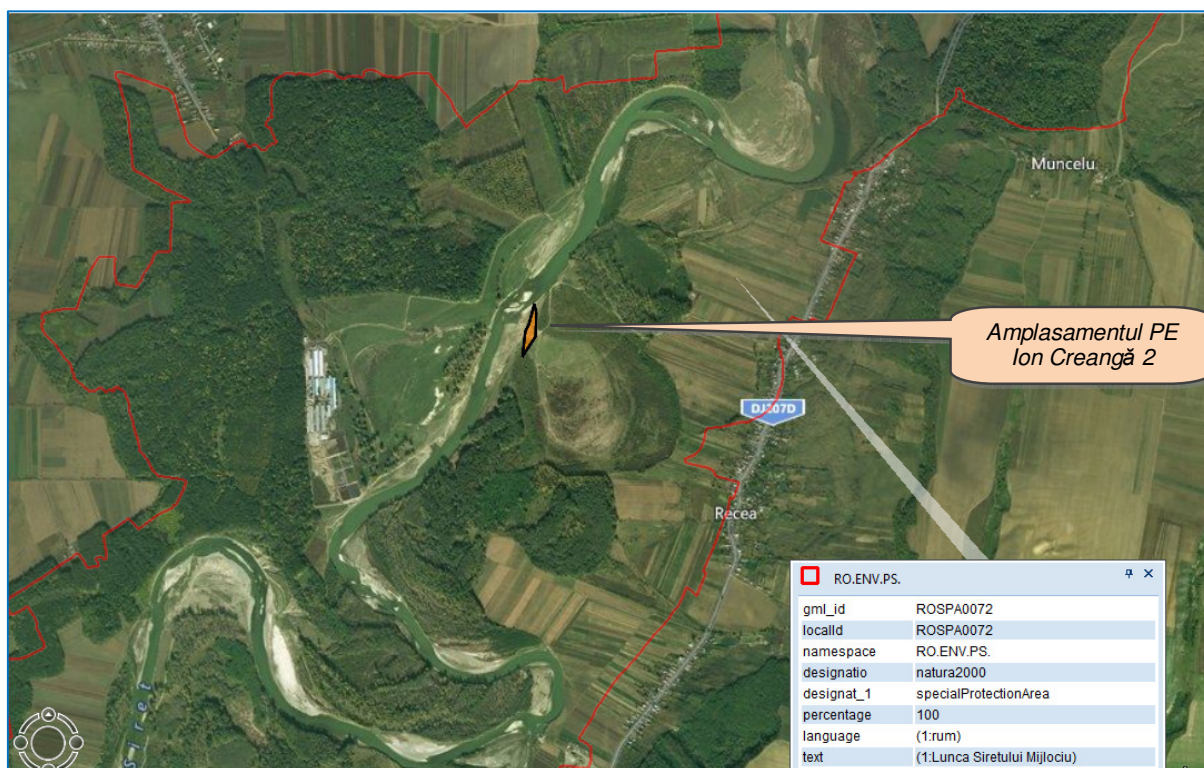 Muncelu
Amplasamentul PE
Ion Creangă 2
DJ207D
Recea
Siret
RO.ENV.PS.
gml_id ROSPA0072
localId ROSPA0072
namespace RO.ENV.PS.
designatio natura2000
designat_1 specialProtectionArea
percentage 100
language (1:rum)
text (1:Lunca Siretului Mijlociu)